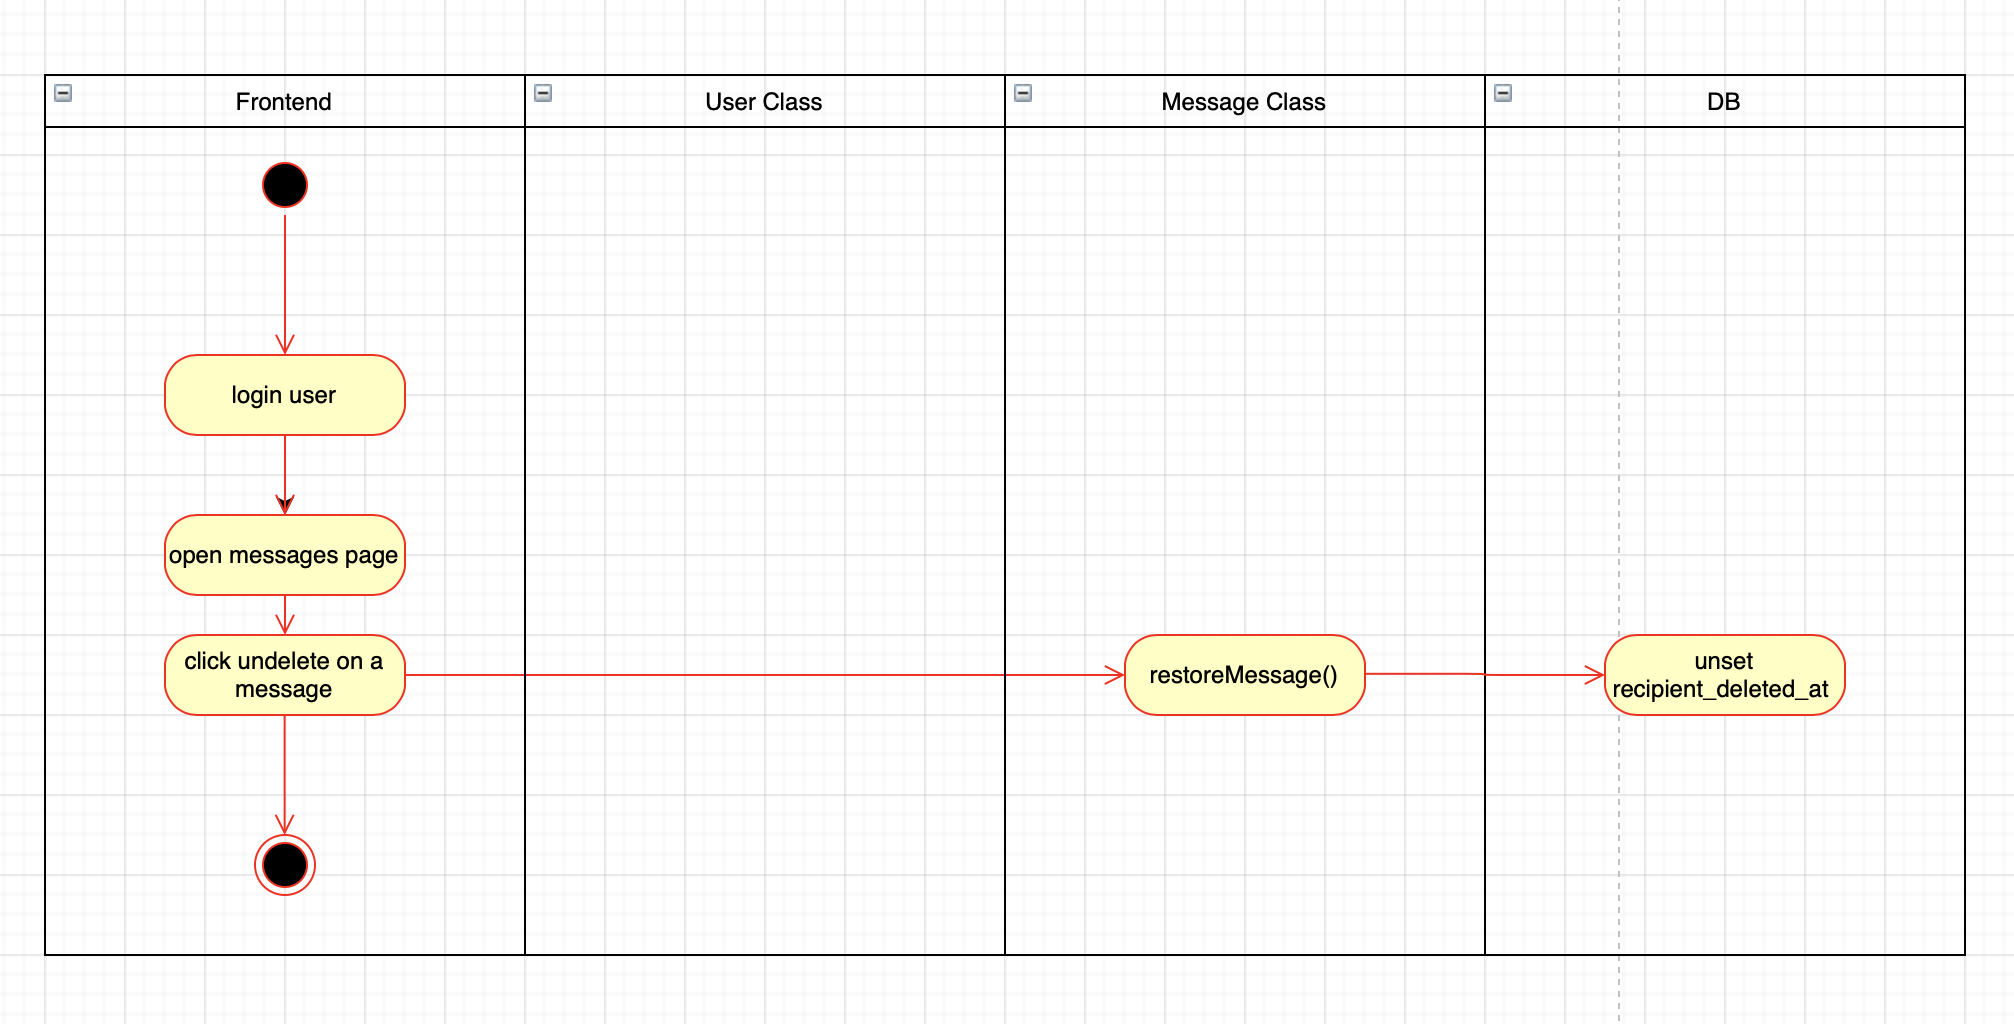 Frontend
User Class
Message Class
DB
login user
open messages page
click undelete on a
message
restoreMessage()
unset
recipient_deleted_at